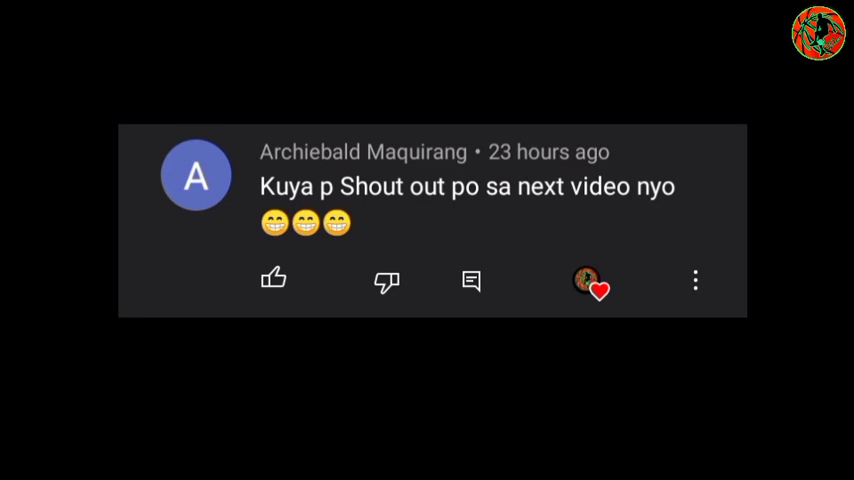 A
Archiebald Maquirang • 23 hours ago
Kuya p Shout out po sa next video nyo
😁😁😁